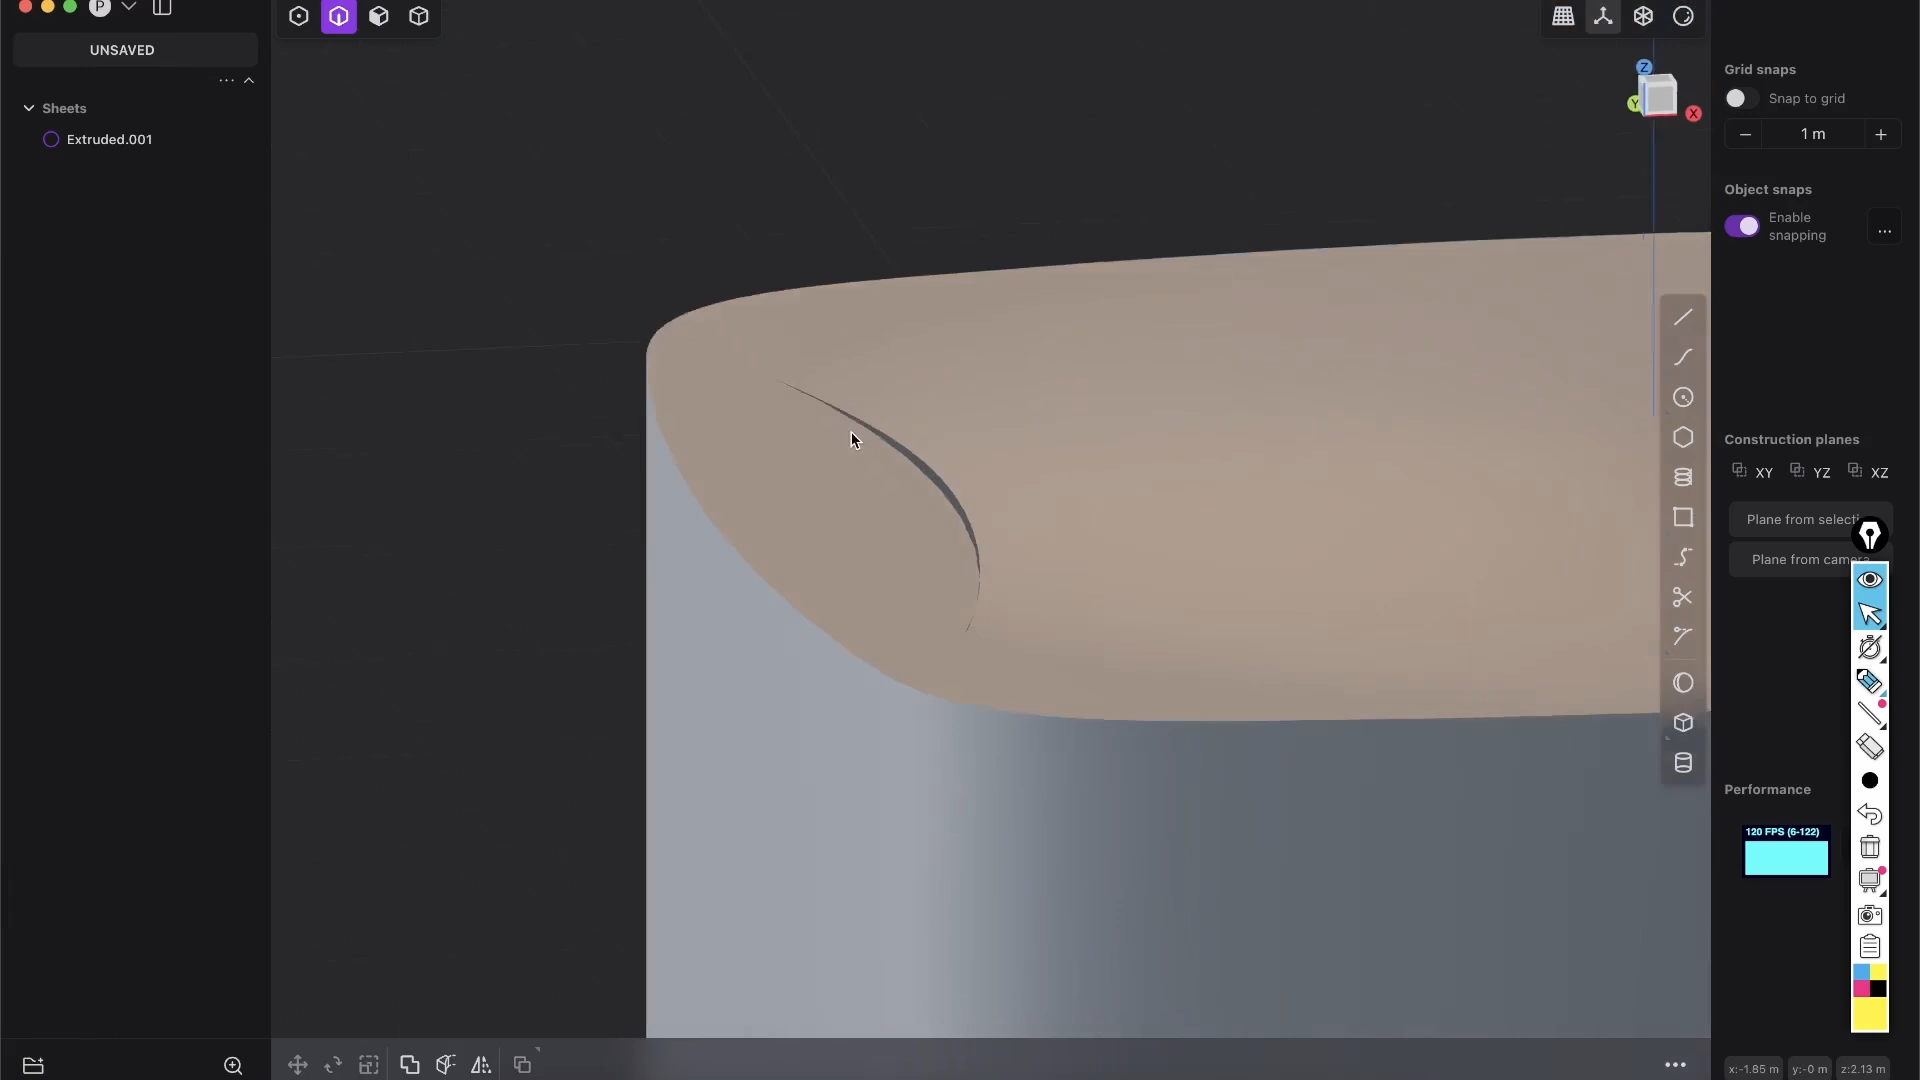 P
UNSAVED
Sheets
Extruded.001
Z
Y
X
Grid snaps
Snap to grid
1 m
Object snaps
Enable
snapping
Construction planes
XY
YZ
XZ
Plane from selecti
Plane from camera
Performance
120 FPS (6-122)
x:-1.85 m
y:-0 m
z:2.13 m